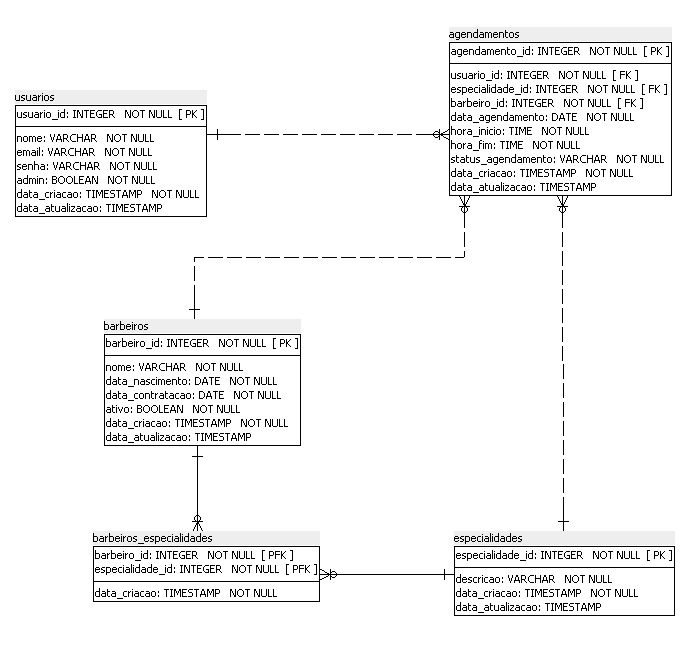 agendamentos
agendamento_id: INTEGER NOT NULL [ PK ]
usuario_id: INTEGER NOT NULL [ FK ]
especialidade_id: INTEGER NOT NULL [ FK ]
barbeiro_id: INTEGER NOT NULL [ FK ]
data_agendamento: DATE NOT NULL
hora_inicio: TIME NOT NULL
hora_fim: TIME NOT NULL
status_agendamento: VARCHAR NOT NULL
data_criacao: TIMESTAMP NOT NULL
data_atualizacao: TIMESTAMP
usuarios
usuario_id: INTEGER NOT NULL [ PK ]
nome: VARCHAR NOT NULL
email: VARCHAR NOT NULL
senha: VARCHAR NOT NULL
admin: BOOLEAN NOT NULL
data_criacao: TIMESTAMP NOT NULL
data_atualizacao: TIMESTAMP
barbeiros
barbeiro_id: INTEGER NOT NULL [ PK ]
nome: VARCHAR NOT NULL
data_nascimento: DATE NOT NULL
data_contratacao: DATE NOT NULL
ativo: BOOLEAN NOT NULL
data_criacao: TIMESTAMP NOT NULL
data_atualizacao: TIMESTAMP
barbeiros_especialidades
barbeiro_id: INTEGER NOT NULL [ PFK ]
especialidade_id: INTEGER NOT NULL [ PFK ]
data_criacao: TIMESTAMP NOT NULL
especialidades
especialidade_id: INTEGER NOT NULL [ PK ]
descricao: VARCHAR NOT NULL
data_criacao: TIMESTAMP NOT NULL
data_atualizacao: TIMESTAMP